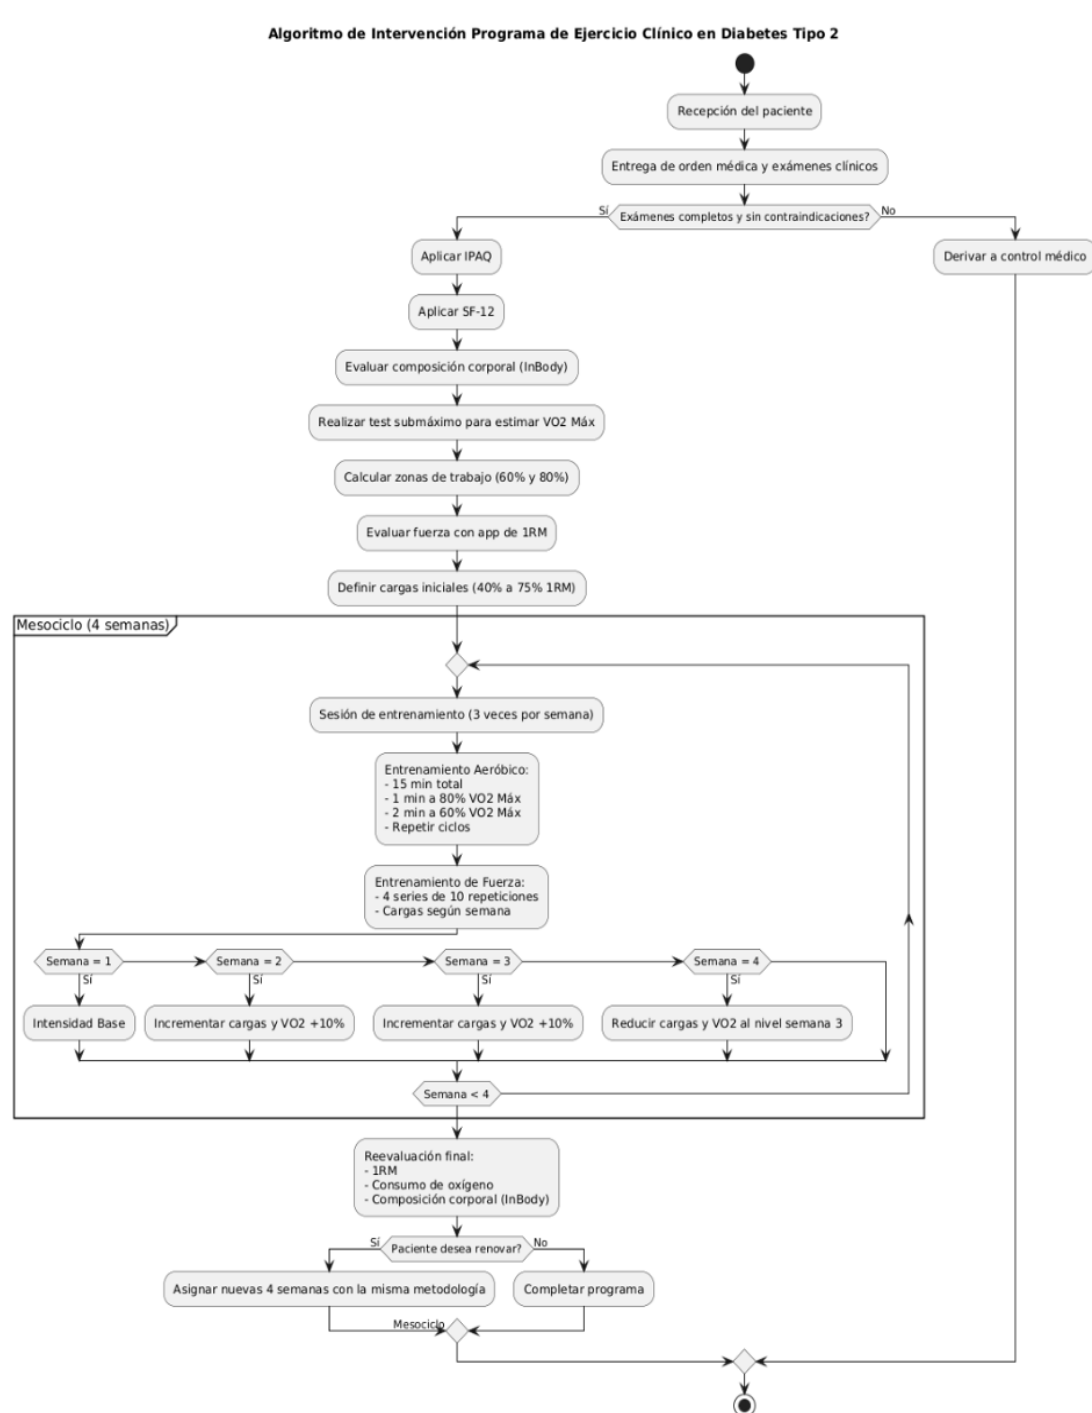 Algoritmo de Intervención Programa de Ejercicio Clínico en Diabetes Tipo 2
Recepción del paciente
Entrega de orden médica y exámenes clínicos
Sí
Exámenes completos y sin contraindicaciones?
No
Aplicar IPAQ
Derivar a control médico
Aplicar SF-12
Evaluar composición corporal (InBody)
Realizar test submáximo para estimar VO2 Máx
Calcular zonas de trabajo (60% y 80%)
Evaluar fuerza con app de 1RM
Definir cargas iniciales (40% a 75% 1RM)
Mesociclo (4 semanas)
Sesión de entrenamiento (3 veces por semana)
Entrenamiento Aeróbico:
- 15 min total
- 1 min a 80% VO2 Máx
- 2 min a 60% VO2 Máx
- Repetir ciclos
Entrenamiento de Fuerza:
- 4 series de 10 repeticiones
- Cargas según semana
Semana = 1
Semana = 2
Semana = 3
Semana = 4
Sí
Sí
Sí
Sí
Intensidad Base
Incrementar cargas y VO2 +10%
Incrementar cargas y VO2 +10%
Reducir cargas y VO2 al nivel semana 3
Semana < 4
Reevaluación final:
- 1RM
- Consumo de oxígeno
- Composición corporal (InBody)
Sí
Paciente desea renovar?
No
Asignar nuevas 4 semanas con la misma metodología
Completar programa
Mesociclo